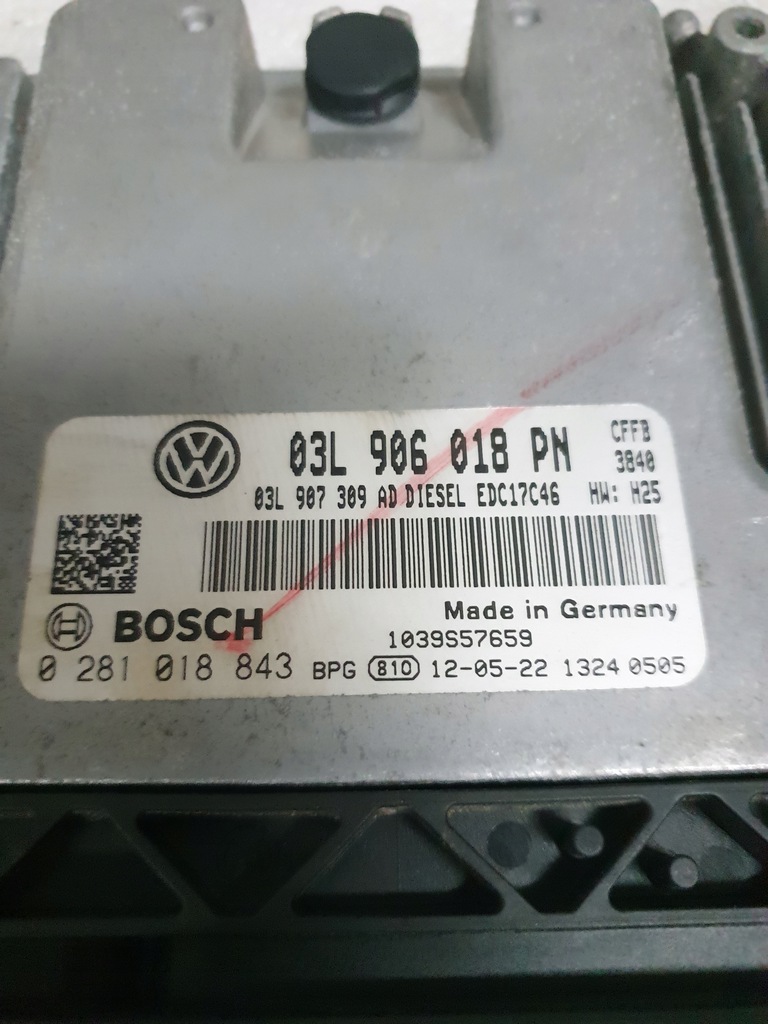 03L 906 018 PN CFFB
3840
03L 907 309 AD DIESEL EDC17C46 HW: H25
BOSCH Made in Germany
1039S57659
0 281 018 843 BPG 810 12-05-22 1324 0505